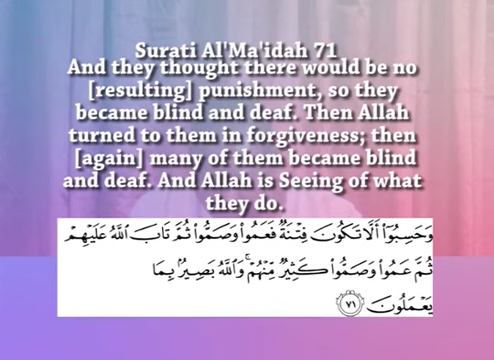 Surati Al'Ma'idah 71
And they thought there would be no
[resulting] punishment, so they
became blind and deaf. Then Allah
turned to them in forgiveness; then
[again] many of them became blind
and deaf. And Allah is Seeing of what
they do.
وَحَسِبُوٓا۟ أَلَّا تَكُونَ فِتْنَةٌ فَعَمُوا۟ وَصَمُّوا۟ ثُمَّ تَابَ ٱللَّهُ عَلَيْهِمْ
ثُمَّ عَمُوا۟ وَصَمُّوا۟ كَثِيرٌ مِّنْهُمْ ۚ وَٱللَّهُ بَصِيرٌۢ بِمَا
يَعْمَلُونَ ٧١